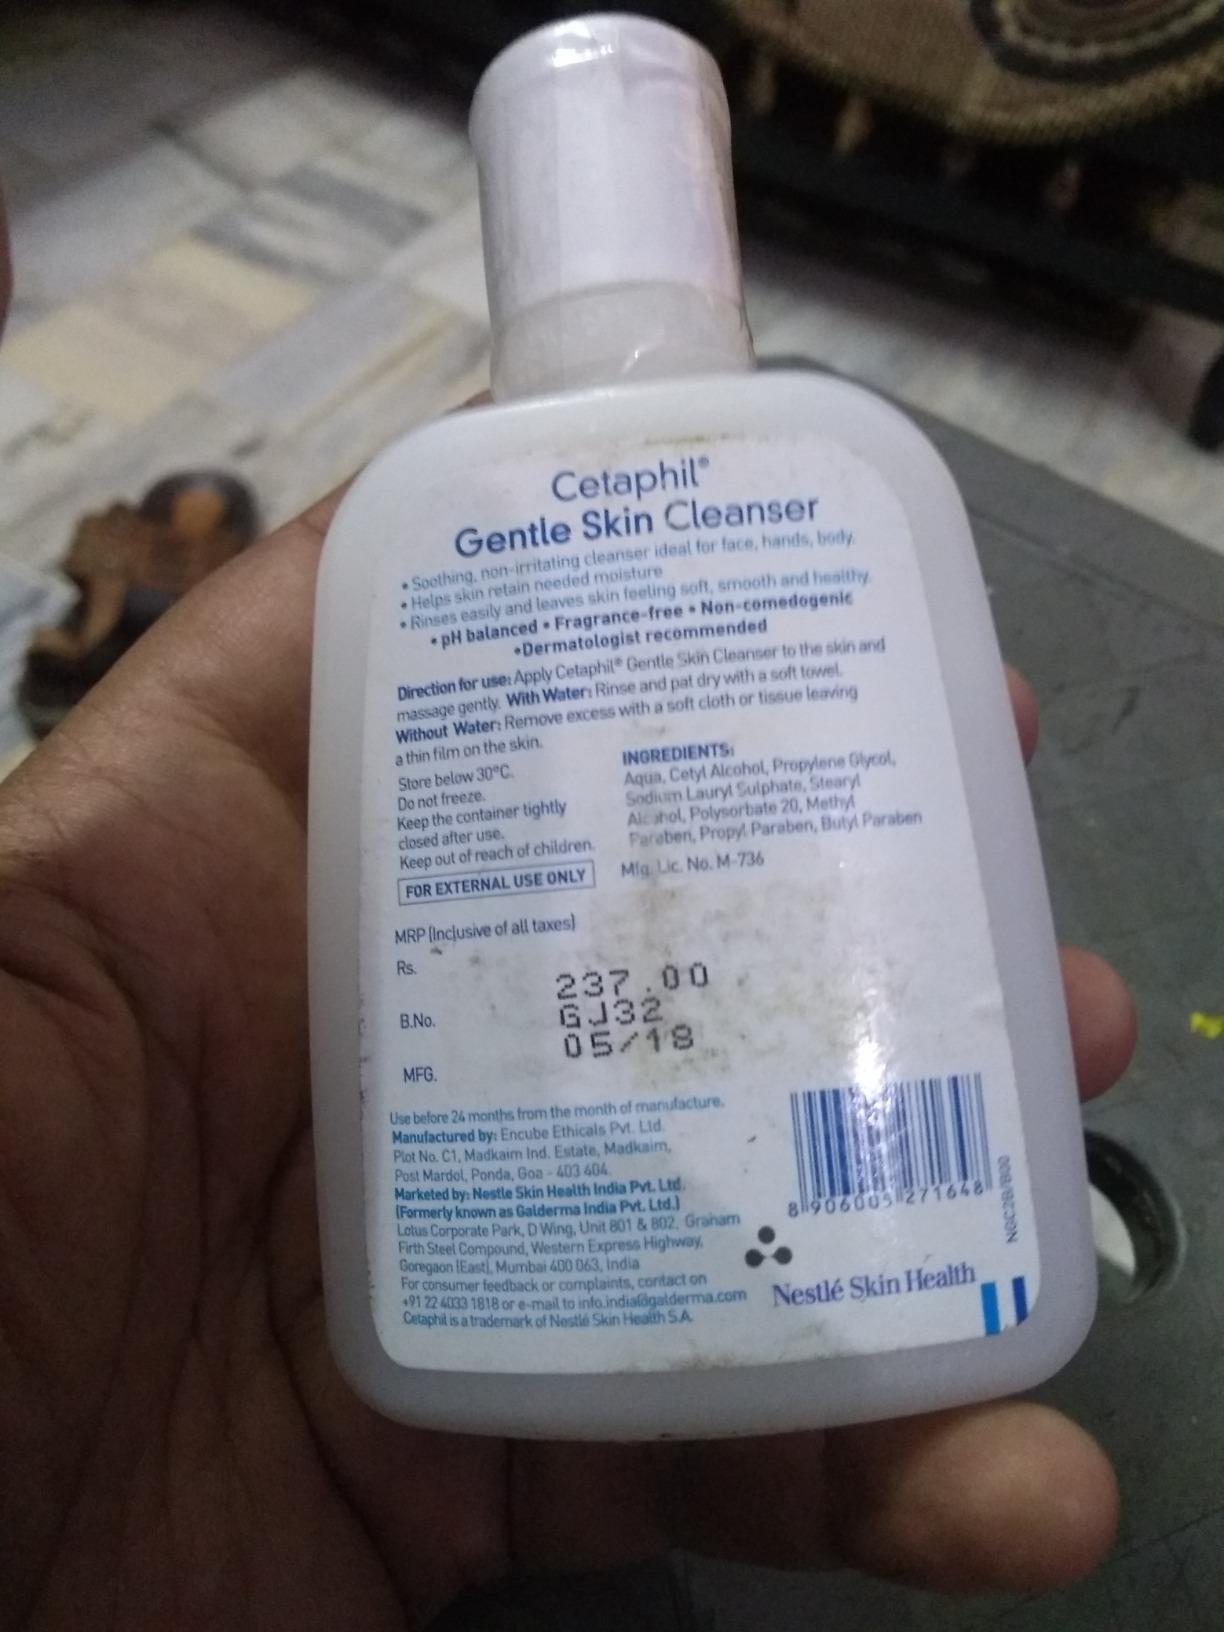 Cetaphil®
Gentle Skin Cleanser
• Soothing, non-irritating cleanser ideal for face, hands, body.
• Helps skin retain needed moisture
• Rinses easily and leaves skin feeling soft, smooth and healthy.
• pH balanced • Fragrance-free • Non-comedogenic
•Dermatologist recommended
Direction for use: Apply Cetaphil® Gentle Skin Cleanser to the skin and
massage gently. With Water: Rinse and pat dry with a soft towel.
Without Water: Remove excess with a soft cloth or tissue leaving
a thin film on the skin.
Store below 30°C.
Do not freeze.
Keep the container tightly
closed after use.
Keep out of reach of children.
FOR EXTERNAL USE ONLY
INGREDIENTS:
Aqua, Cetyl Alcohol, Propylene Glycol,
Sodium Lauryl Sulphate, Stearyl
Alcohol, Polysorbate 20, Methyl
Paraben, Propyl Paraben, Butyl Paraben
Mfg. Lic. No. M-736
MRP (Inclusive of all taxes)
Rs. 237.00
B.No. GJ32
MFG. 05/18
Use before 24 months from the month of manufacture.
Manufactured by: Encube Ethicals Pvt. Ltd.
Plot No. C1, Madkaim Ind. Estate, Madkaim,
Post Mardol, Ponda, Goa - 403 404.
Marketed by: Nestle Skin Health India Pvt. Ltd.
(Formerly known as Galderma India Pvt. Ltd.)
Lotus Corporate Park, D Wing, Unit 801 & 802, Graham
Firth Steel Compound, Western Express Highway,
Goregaon (East), Mumbai 400 063, India
For consumer feedback or complaints, contact on
+91 22 4033 1818 or e-mail to info.india@galderma.com
Cetaphil is a trademark of Nestlé Skin Health S.A.
8 906005 271648
Nestlé Skin Health